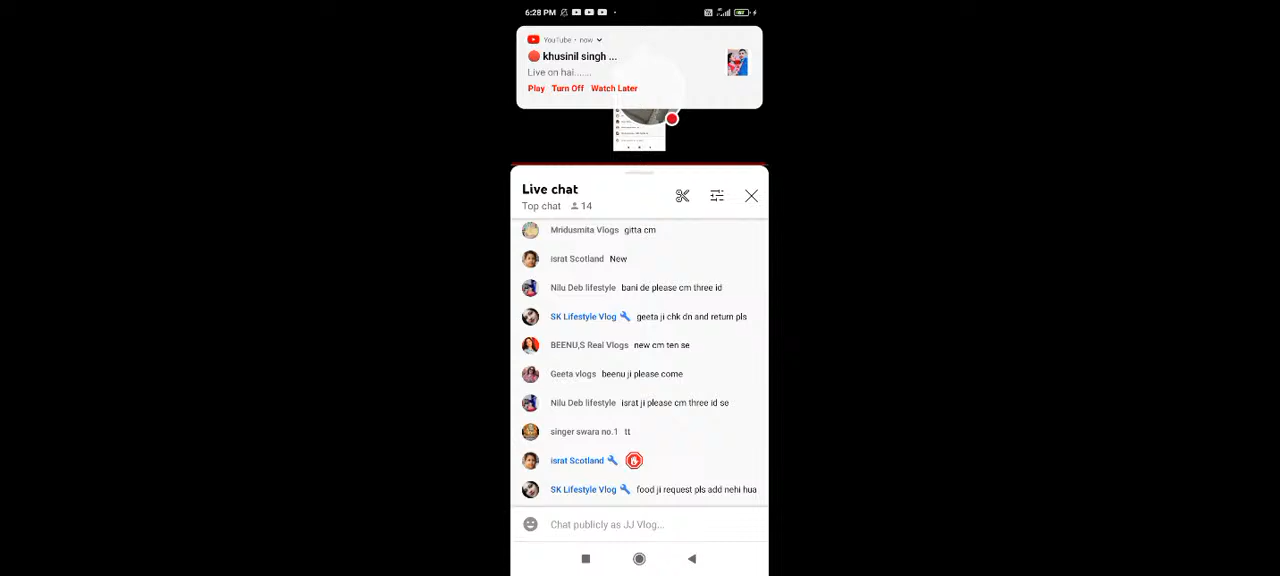 6:28 PM
YouTube • now
khusinil singh ...
Live on hai.......
Play Turn Off Watch Later
Live chat
Top chat 14
Mridusmita Vlogs gitta cm
israt Scotland New
Nilu Deb lifestyle bani de please cm three id
SK Lifestyle Vlog geeta ji chk dn and return pls
BEENU,S Real Vlogs new cm ten se
Geeta vlogs beenu ji please come
Nilu Deb lifestyle israt ji please cm three id se
singer swara no.1 tt
israt Scotland
SK Lifestyle Vlog food ji request pls add nehi hua
Chat publicly as JJ Vlog...